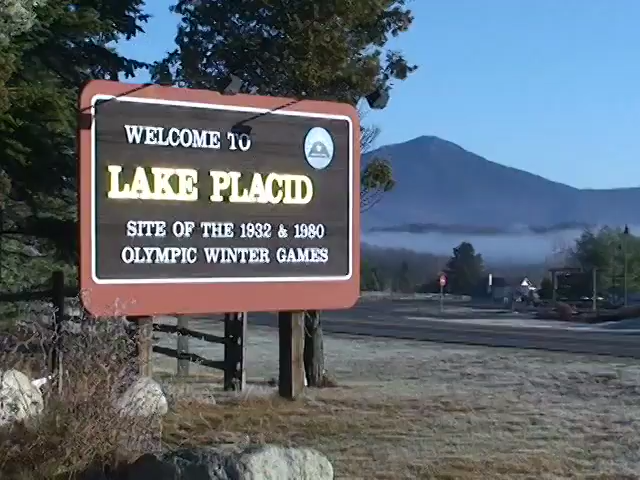 WELCOME TO
LAKE PLACID
SITE OF THE 1932 & 1980
OLYMPIC WINTER GAMES